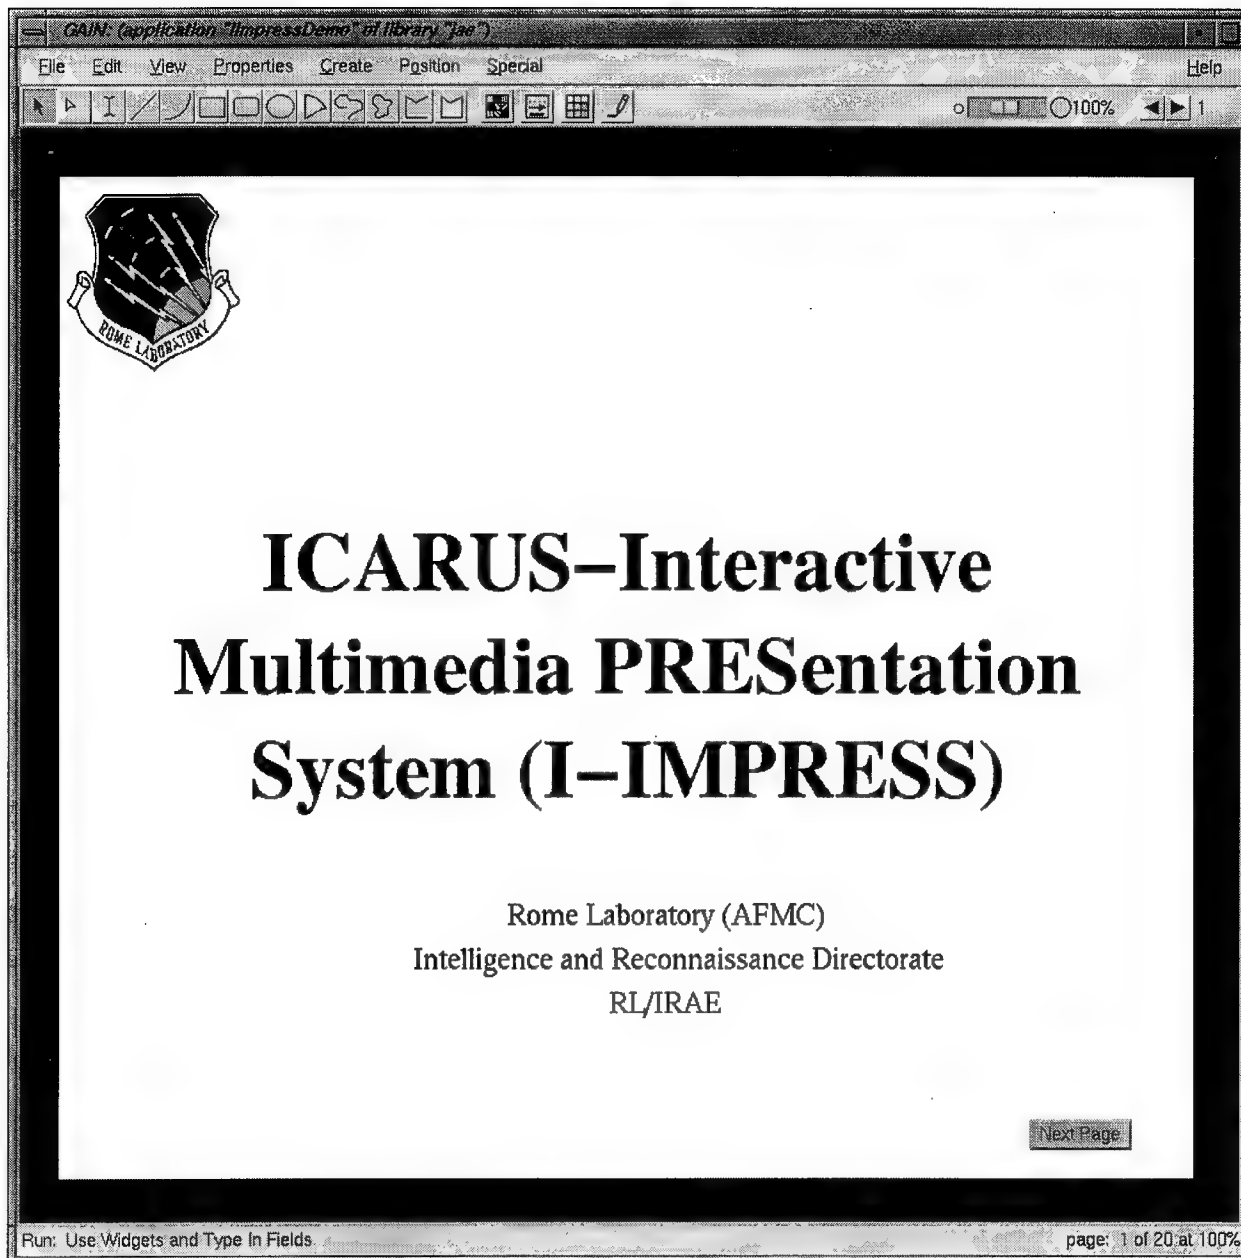 GAIN: (application "IImpressDemo" of library "jae")
File Edit View Properties Create Position Special Help
100% 1
ROME LABORATORY
ICARUS–Interactive
Multimedia PRESentation
System (I–IMPRESS)
Rome Laboratory (AFMC)
Intelligence and Reconnaissance Directorate
RL/IRAE
Next Page
Run: Use Widgets and Type In Fields page: 1 of 20 at 100%